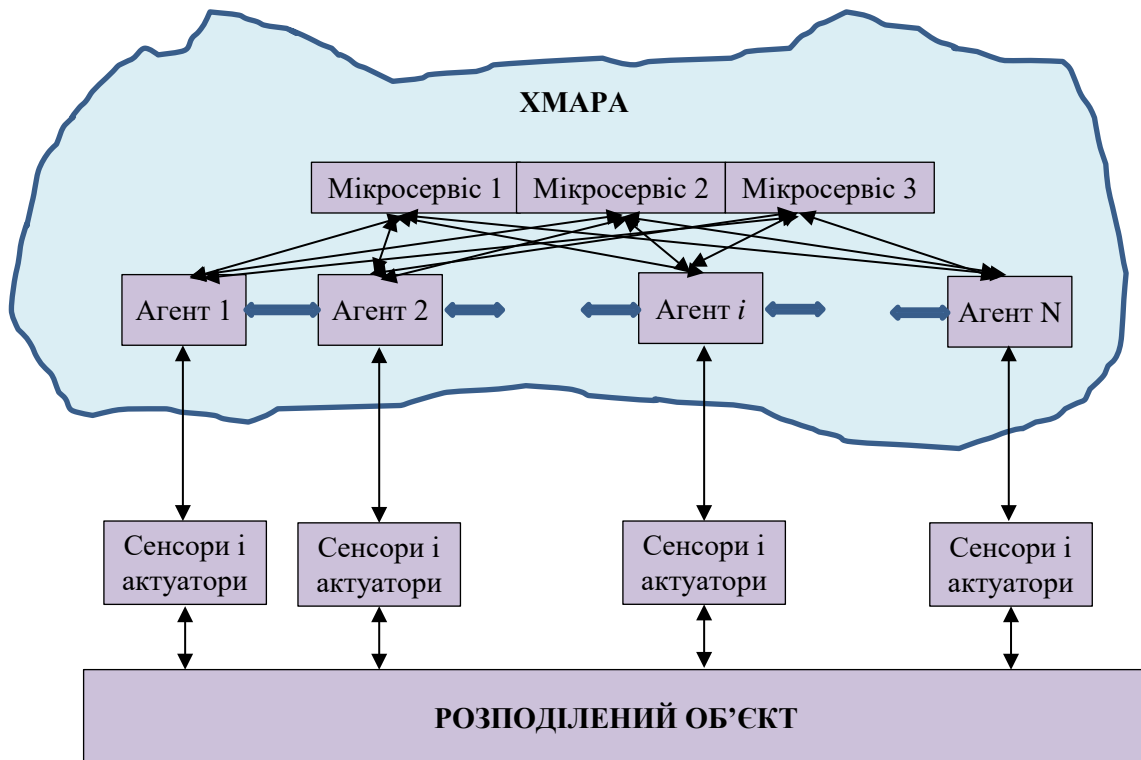 ХМАРА
Мікросервіс 1
Мікросервіс 2
Мікросервіс 3
Агент 1
Агент 2
Агент i
Агент N
Сенсори і
актуатори
Сенсори і
актуатори
Сенсори і
актуатори
Сенсори і
актуатори
РОЗПОДІЛЕНИЙ ОБ’ЄКТ